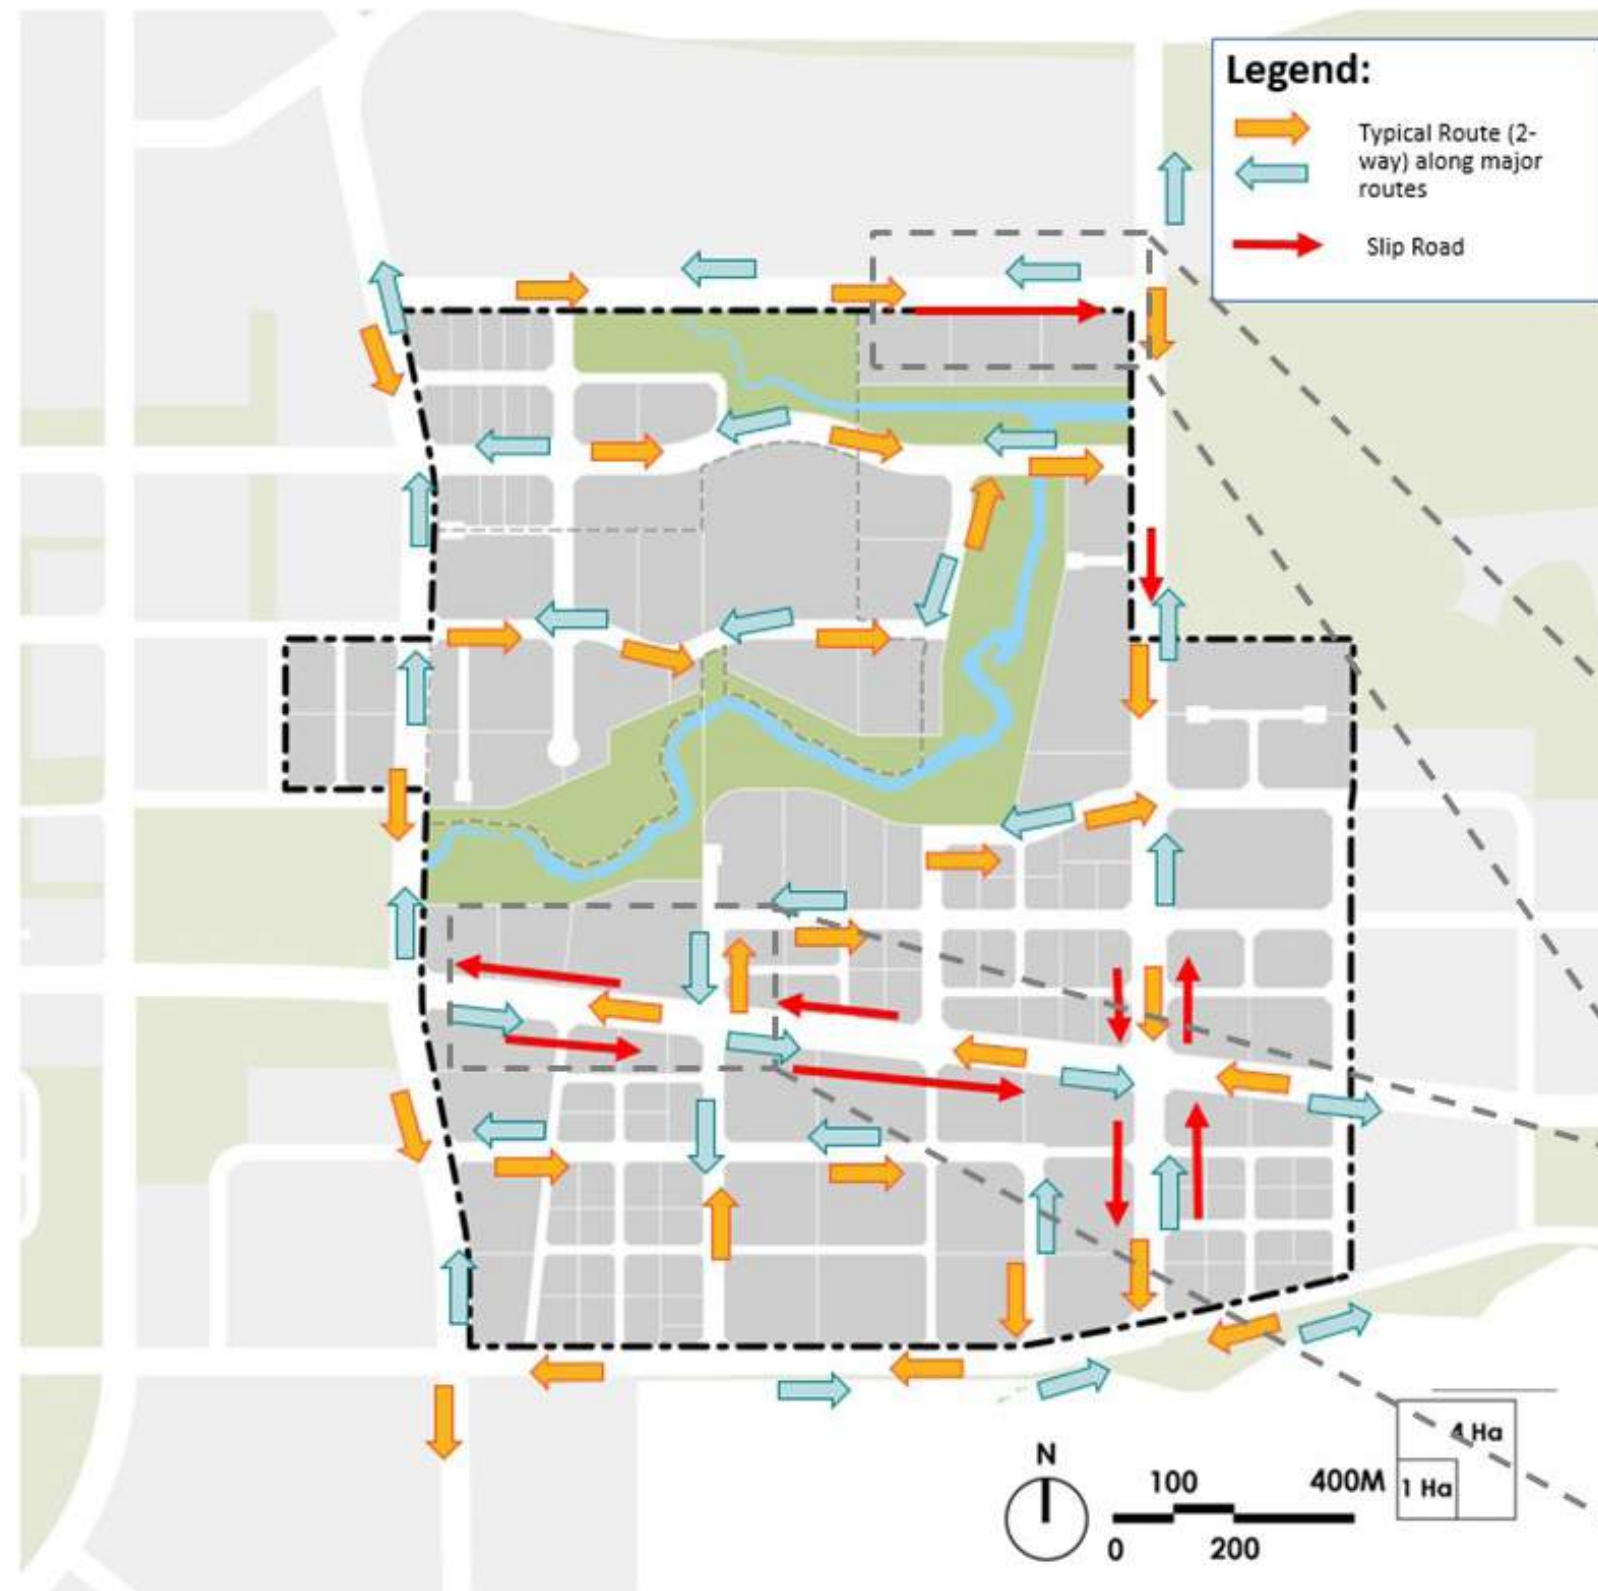 Legend:
Typical Route (2-
way) along major
routes
Slip Road
N
100
400M
0
200
4 Ha
1 Ha